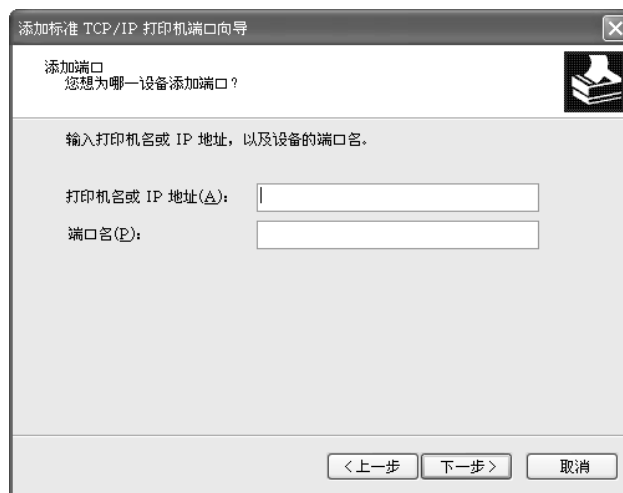 添加标准 TCP/IP 打印机端口向导
添加端口
您想为哪一设备添加端口?
输入打印机名或 IP 地址，以及设备的端口名。
打印机名或 IP 地址(A):
端口名(P):
<上一步
下一步>
取消